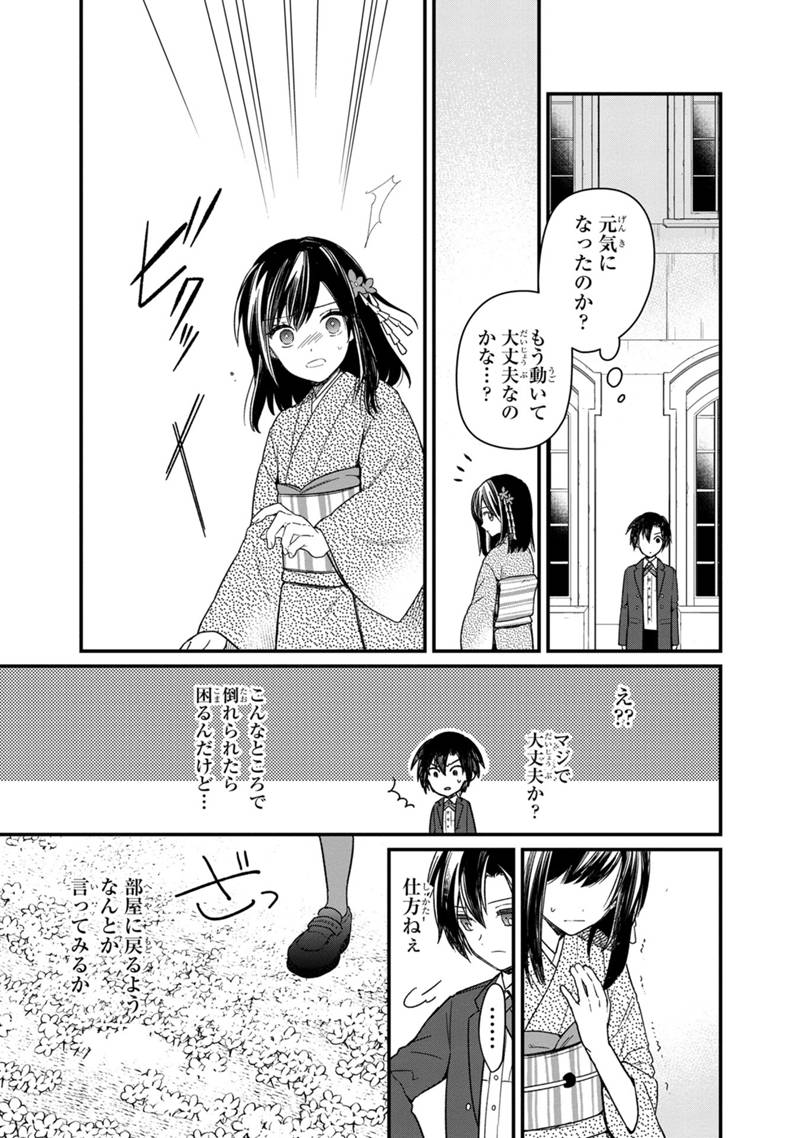 元気に
なったのか?
もう動いて
大丈夫なの
かな…?
ビクッ
え??
マジで
大丈夫か?
こんなところで
倒れられたら
困るんだけど…
……
仕方ねぇ
ざっ
部屋に戻るよう
なんとか
言ってみるか